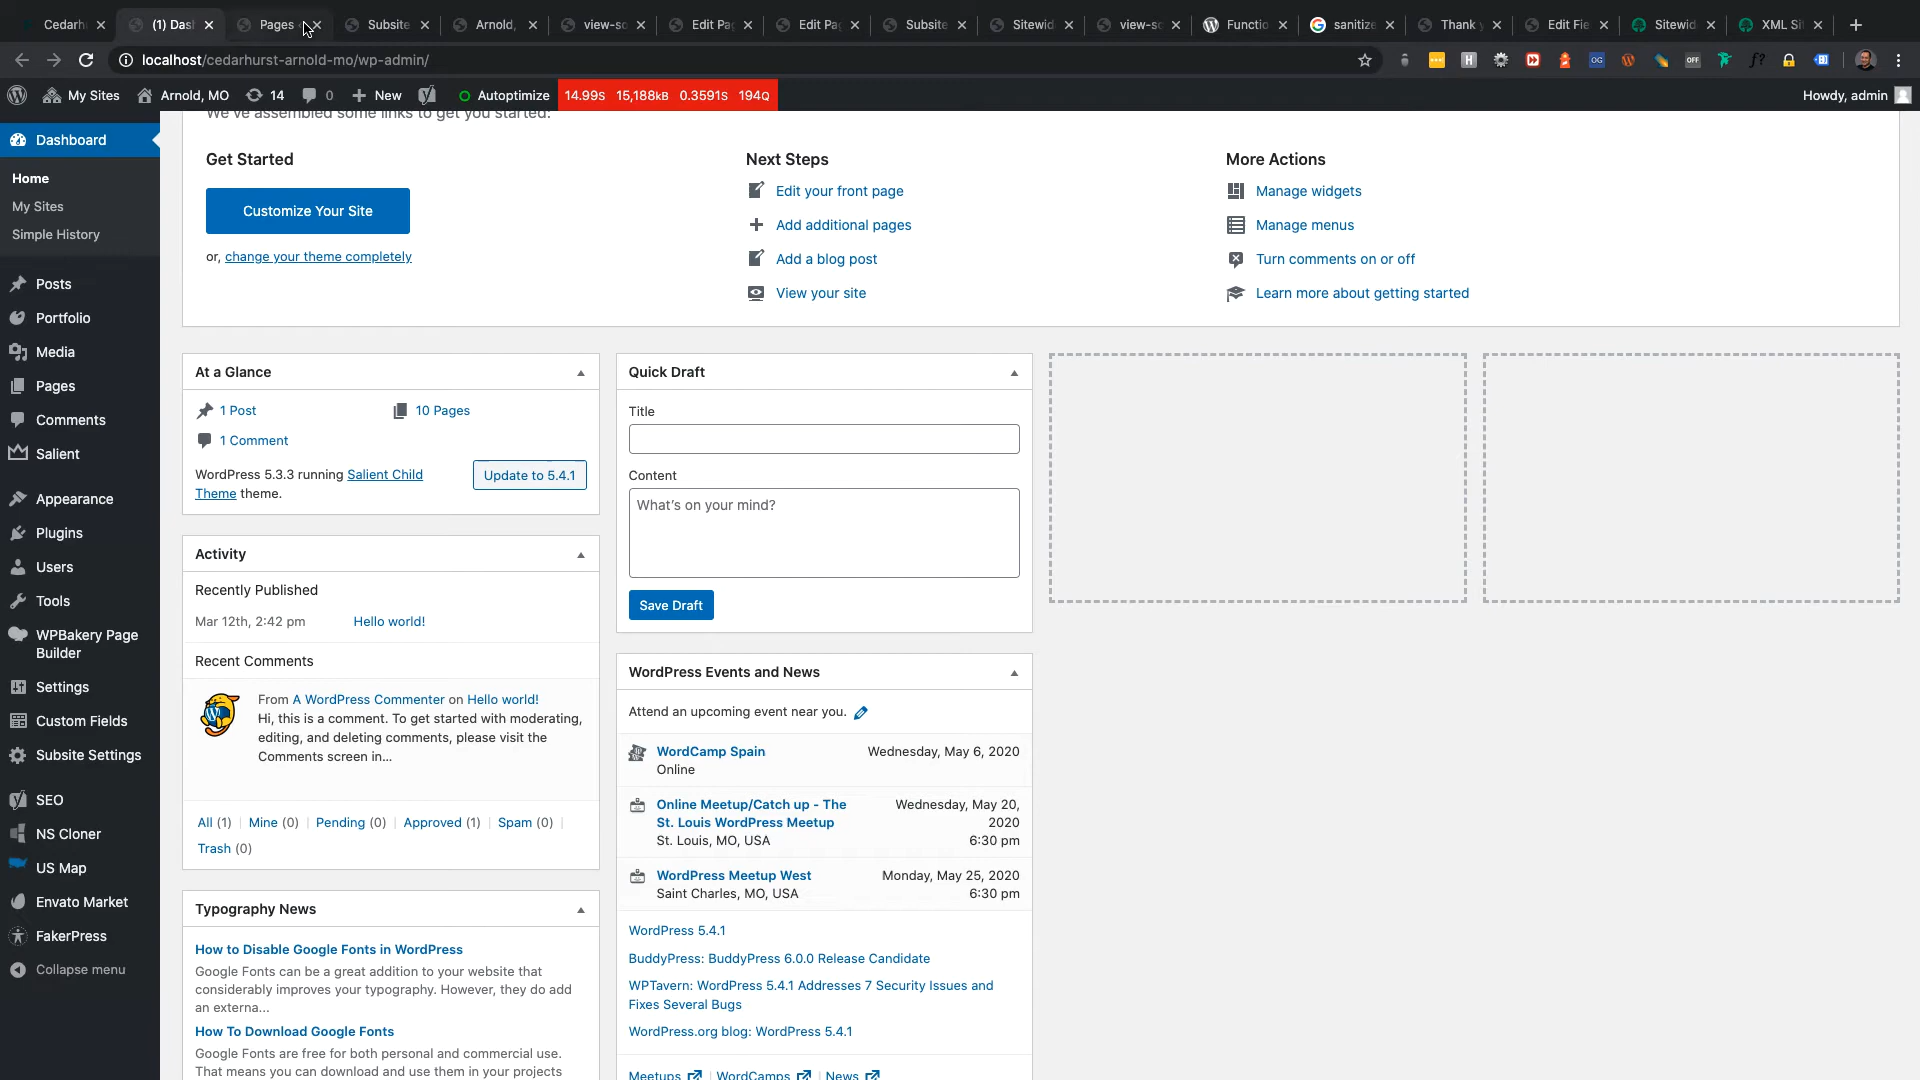 Cedarh
(1) Das
Pages
Subsite
Arnold,
view-so
Edit Pa
Edit Pa
Subsite
Sitewid
view-so
Functio
sanitize
Thank y
Edit Fie
Sitewid
XML Si
localhost/cedarhurst-arnold-mo/wp-admin/
My Sites
Arnold, MO
14
0
New
Autoptimize
14.99S 15,188KB 0.3591S 194Q
Howdy, admin
Dashboard
Home
My Sites
Simple History
Posts
Portfolio
Media
Pages
Comments
Salient
Appearance
Plugins
Users
Tools
WPBakery Page
Builder
Settings
Custom Fields
Subsite Settings
SEO
NS Cloner
US Map
Envato Market
FakerPress
Collapse menu
We've assembled some links to get you started:
Get Started
Customize Your Site
or, change your theme completely
Next Steps
Edit your front page
Add additional pages
Add a blog post
View your site
More Actions
Manage widgets
Manage menus
Turn comments on or off
Learn more about getting started
At a Glance
1 Post
10 Pages
1 Comment
WordPress 5.3.3 running Salient Child
Theme theme.
Update to 5.4.1
Activity
Recently Published
Mar 12th, 2:42 pm
Hello world!
Recent Comments
From A WordPress Commenter on Hello world!
Hi, this is a comment. To get started with moderating,
editing, and deleting comments, please visit the
Comments screen in...
All (1) | Mine (0) | Pending (0) | Approved (1) | Spam (0) |
Trash (0)
Typography News
How to Disable Google Fonts in WordPress
Google Fonts can be a great addition to your website that
considerably improves your typography. However, they do add
an externa...
How To Download Google Fonts
Google Fonts are free for both personal and commercial use.
That means you can download and use them in your projects
Quick Draft
Title
Content
What's on your mind?
Save Draft
WordPress Events and News
Attend an upcoming event near you.
WordCamp Spain
Online
Wednesday, May 6, 2020
Online Meetup/Catch up - The
St. Louis WordPress Meetup
St. Louis, MO, USA
Wednesday, May 20,
2020
6:30 pm
WordPress Meetup West
Saint Charles, MO, USA
Monday, May 25, 2020
6:30 pm
WordPress 5.4.1
BuddyPress: BuddyPress 6.0.0 Release Candidate
WPTavern: WordPress 5.4.1 Addresses 7 Security Issues and
Fixes Several Bugs
WordPress.org blog: WordPress 5.4.1
Meetups | WordCamps | News